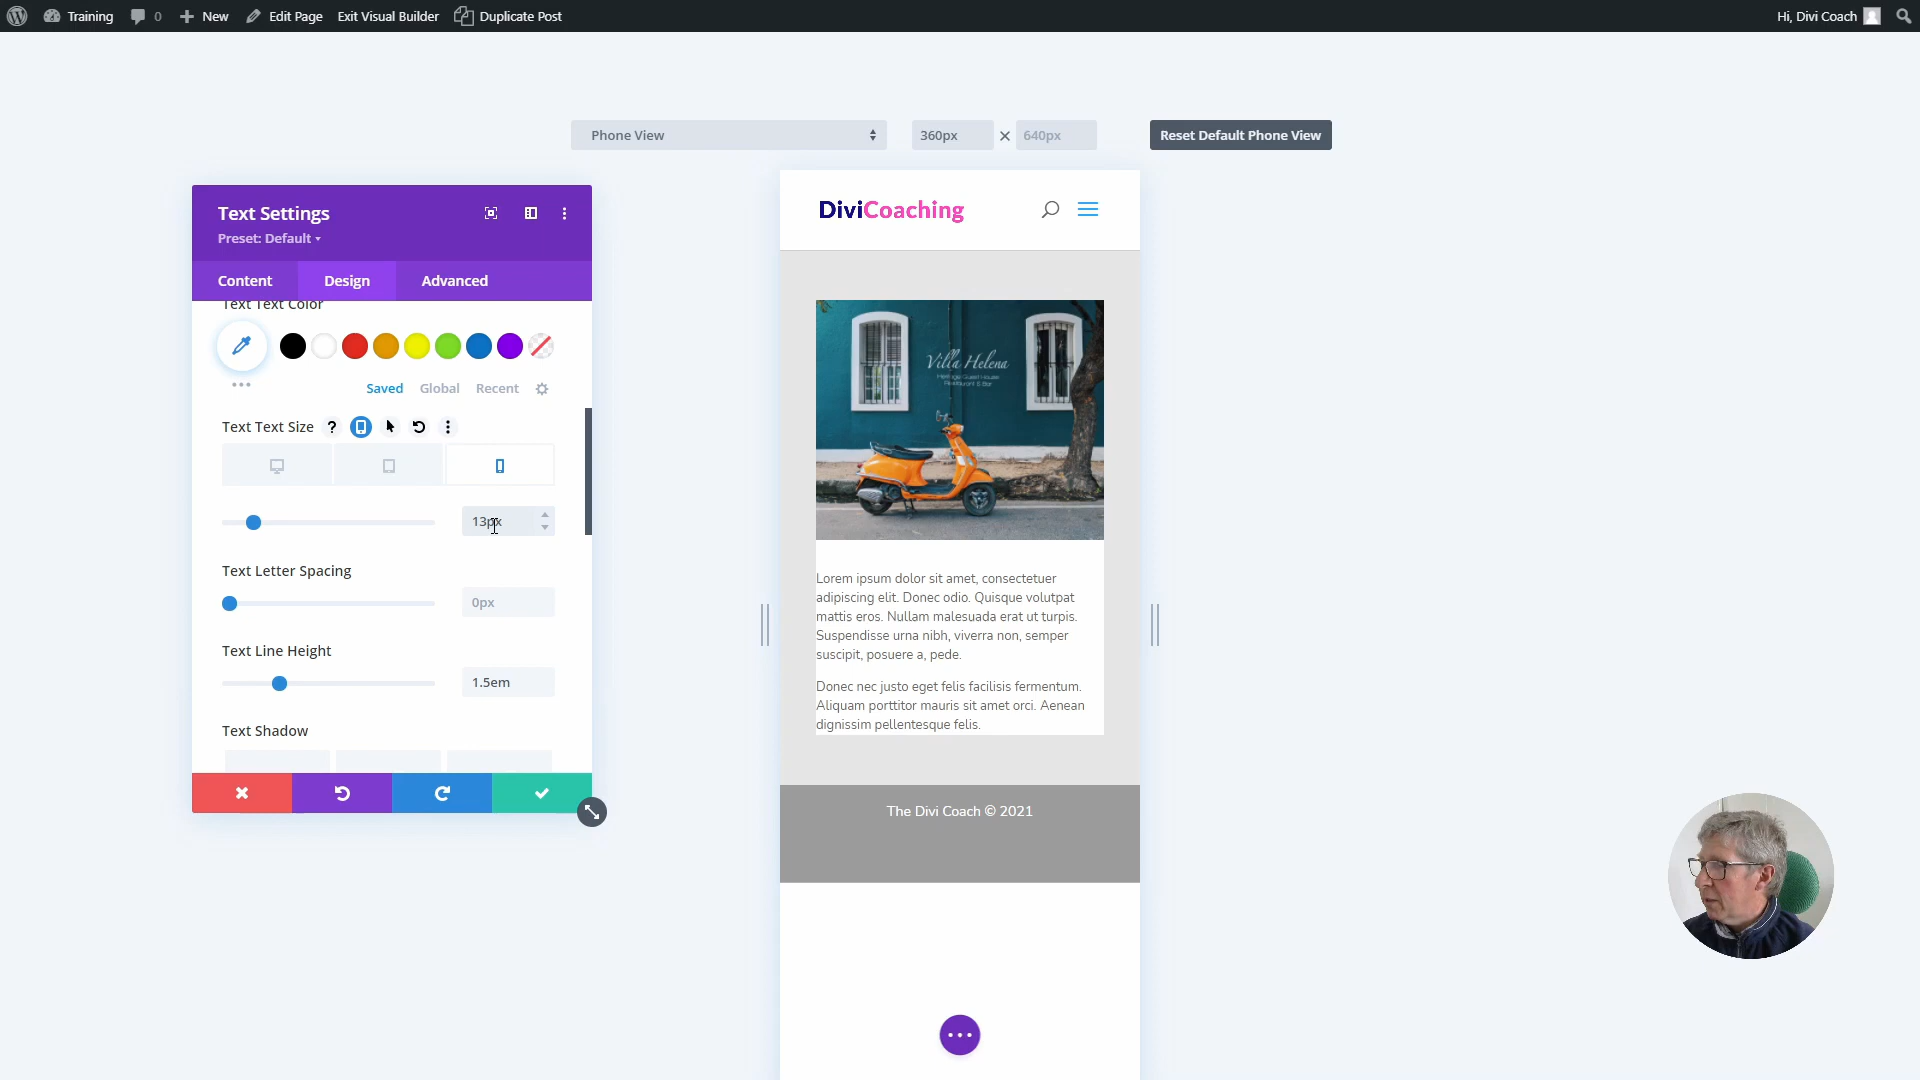 Training
0
New
Edit Page
Exit Visual Builder
Duplicate Post
Hi, Divi Coach
Phone View
360px
640px
Reset Default Phone View
Text Settings
Preset: Default
Content
Design
Advanced
Text Text Color
Saved
Global
Recent
Text Text Size
?
13px
Text Letter Spacing
0px
Text Line Height
1.5em
Text Shadow
DiviCoaching
Villa Helena
Heritage Guest House
Restaurant & Bar
Lorem ipsum dolor sit amet, consectetuer
adipiscing elit. Donec odio. Quisque volutpat
mattis eros. Nullam malesuada erat ut turpis.
Suspendisse urna nibh, viverra non, semper
suscipit, posuere a, pede.
Donec nec justo eget felis facilisis fermentum.
Aliquam porttitor mauris sit amet orci. Aenean
dignissim pellentesque felis.
The Divi Coach © 2021